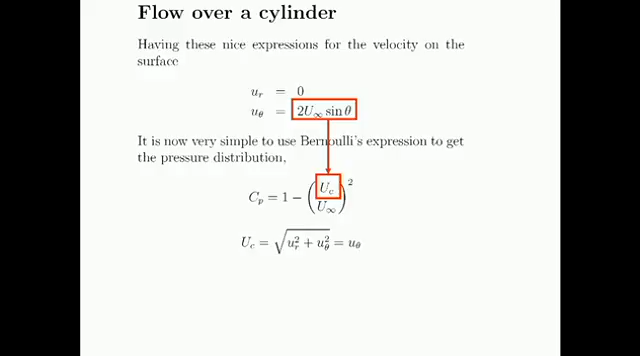 Flow over a cylinder
Having these nice expressions for the velocity on the
surface
u_r = 0
u_θ = 2U_∞ sin θ
It is now very simple to use Bernoulli's expression to get
the pressure distribution,
C_p = 1 − (U_c / U_∞)^2
U_c = √(u_r^2 + u_θ^2) = u_θ